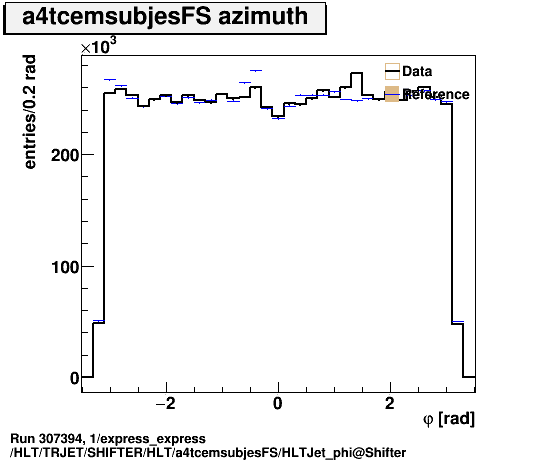 a4tcemsubjesFS azimuth
×10³
entries/0.2 rad
Data
Reference
200
100
0
−2
0
2
φ [rad]
Run 307394, 1/express_express
/HLT/TRJET/SHIFTER/HLT/a4tcemsubjesFS/HLTJet_phi@Shifter